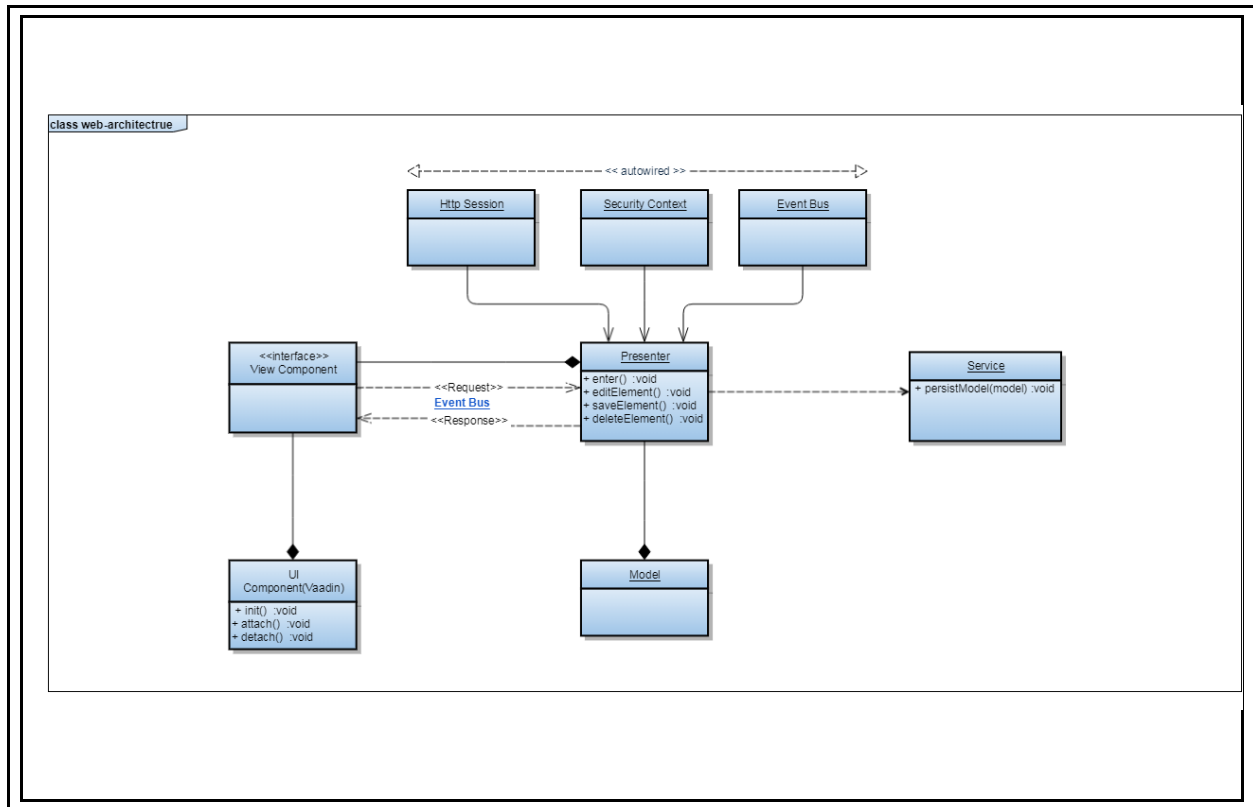 class web-architectrue
<< autowired >>
Http Session
Security Context
Event Bus
<<interface>>
View Component
<<Request>>
Event Bus
<<Response>>
Presenter
+ enter() :void
+ editElement() :void
+ saveElement() :void
+ deleteElement() :void
Service
+ persistModel(model) :void
UI
Component(Vaadin)
+ init() :void
+ attach() :void
+ detach() :void
Model